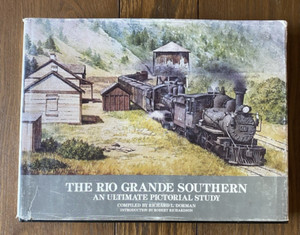 THE RIO GRANDE SOUTHERN
AN ULTIMATE PICTORIAL STUDY
COMPILED BY RICHARD L. DORMAN
INTRODUCTION BY ROBERT RICHARDSON